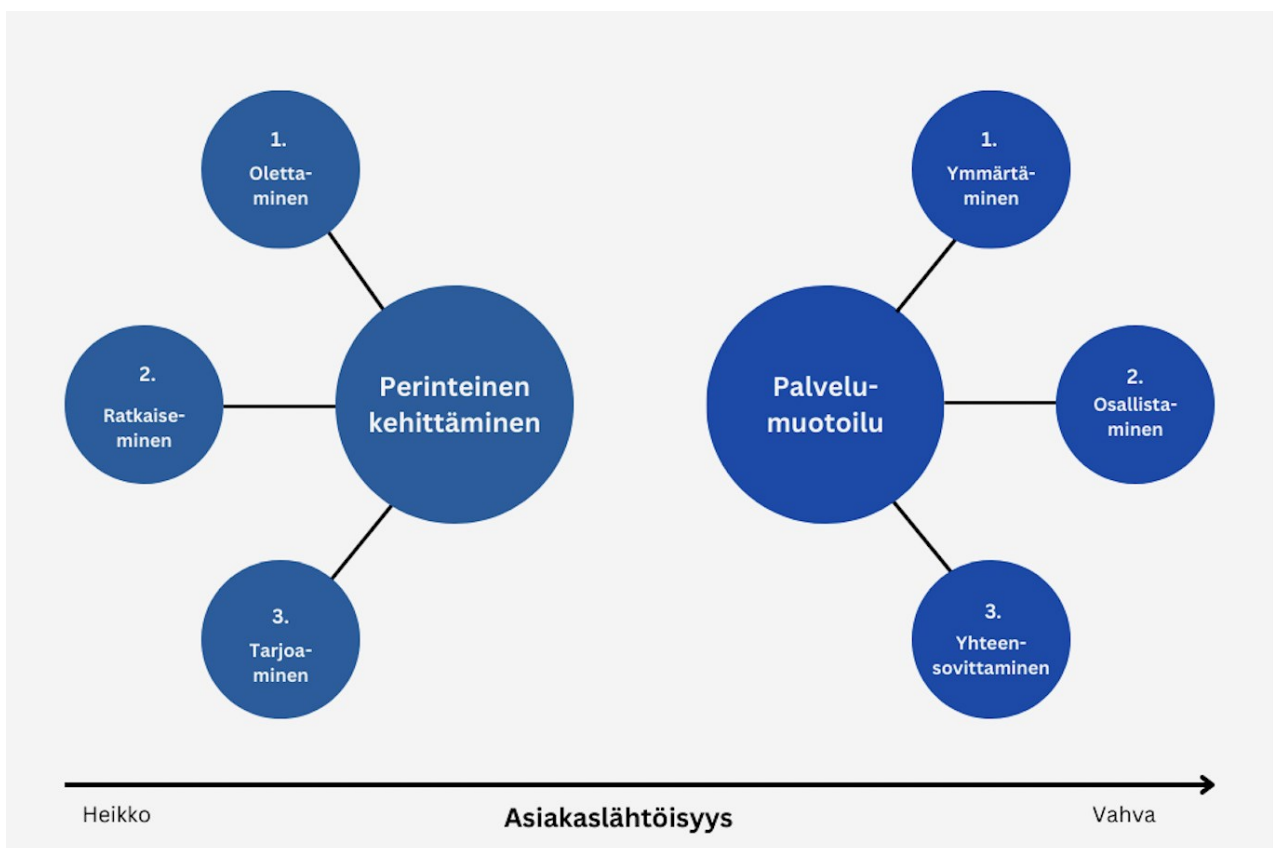 1.
Oletta-
minen
2.
Ratkaise-
minen
3.
Tarjoa-
minen
Perinteinen
kehittäminen
Palvelu-
muotoilu
1.
Ymmärtä-
minen
2.
Osallista-
minen
3.
Yhteen-
sovittaminen
Heikko
Asiakaslähtöisyys
Vahva